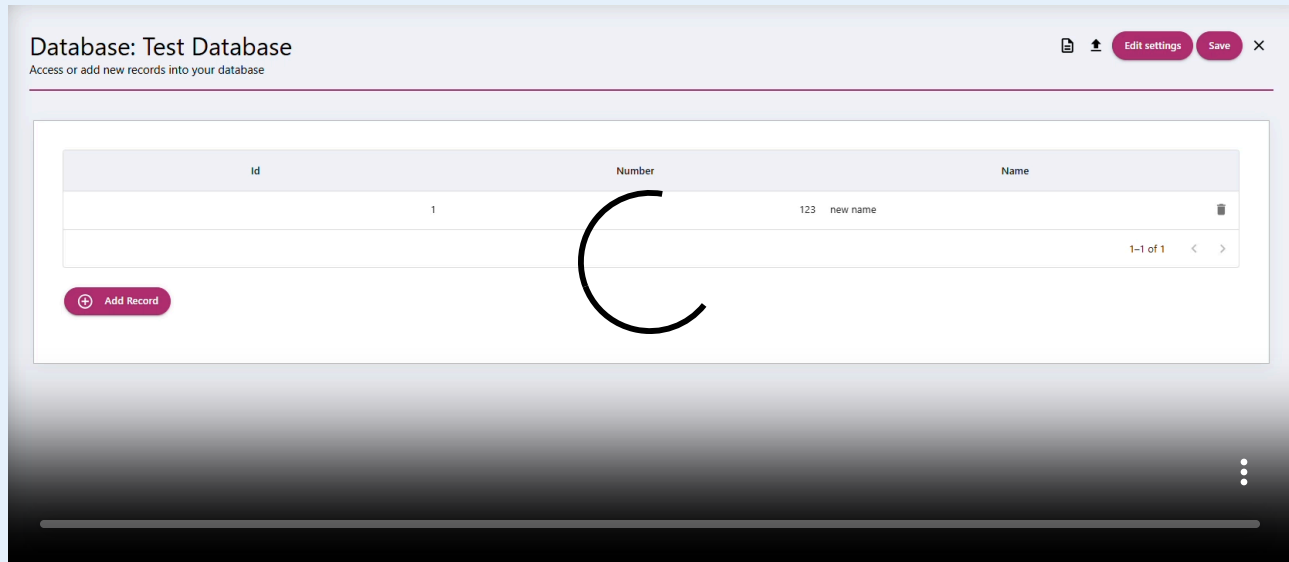 Database: Test Database
Access or add new records into your database
Edit settings
Save
Id Number Name
1 123 new name
1–1 of 1
Add Record